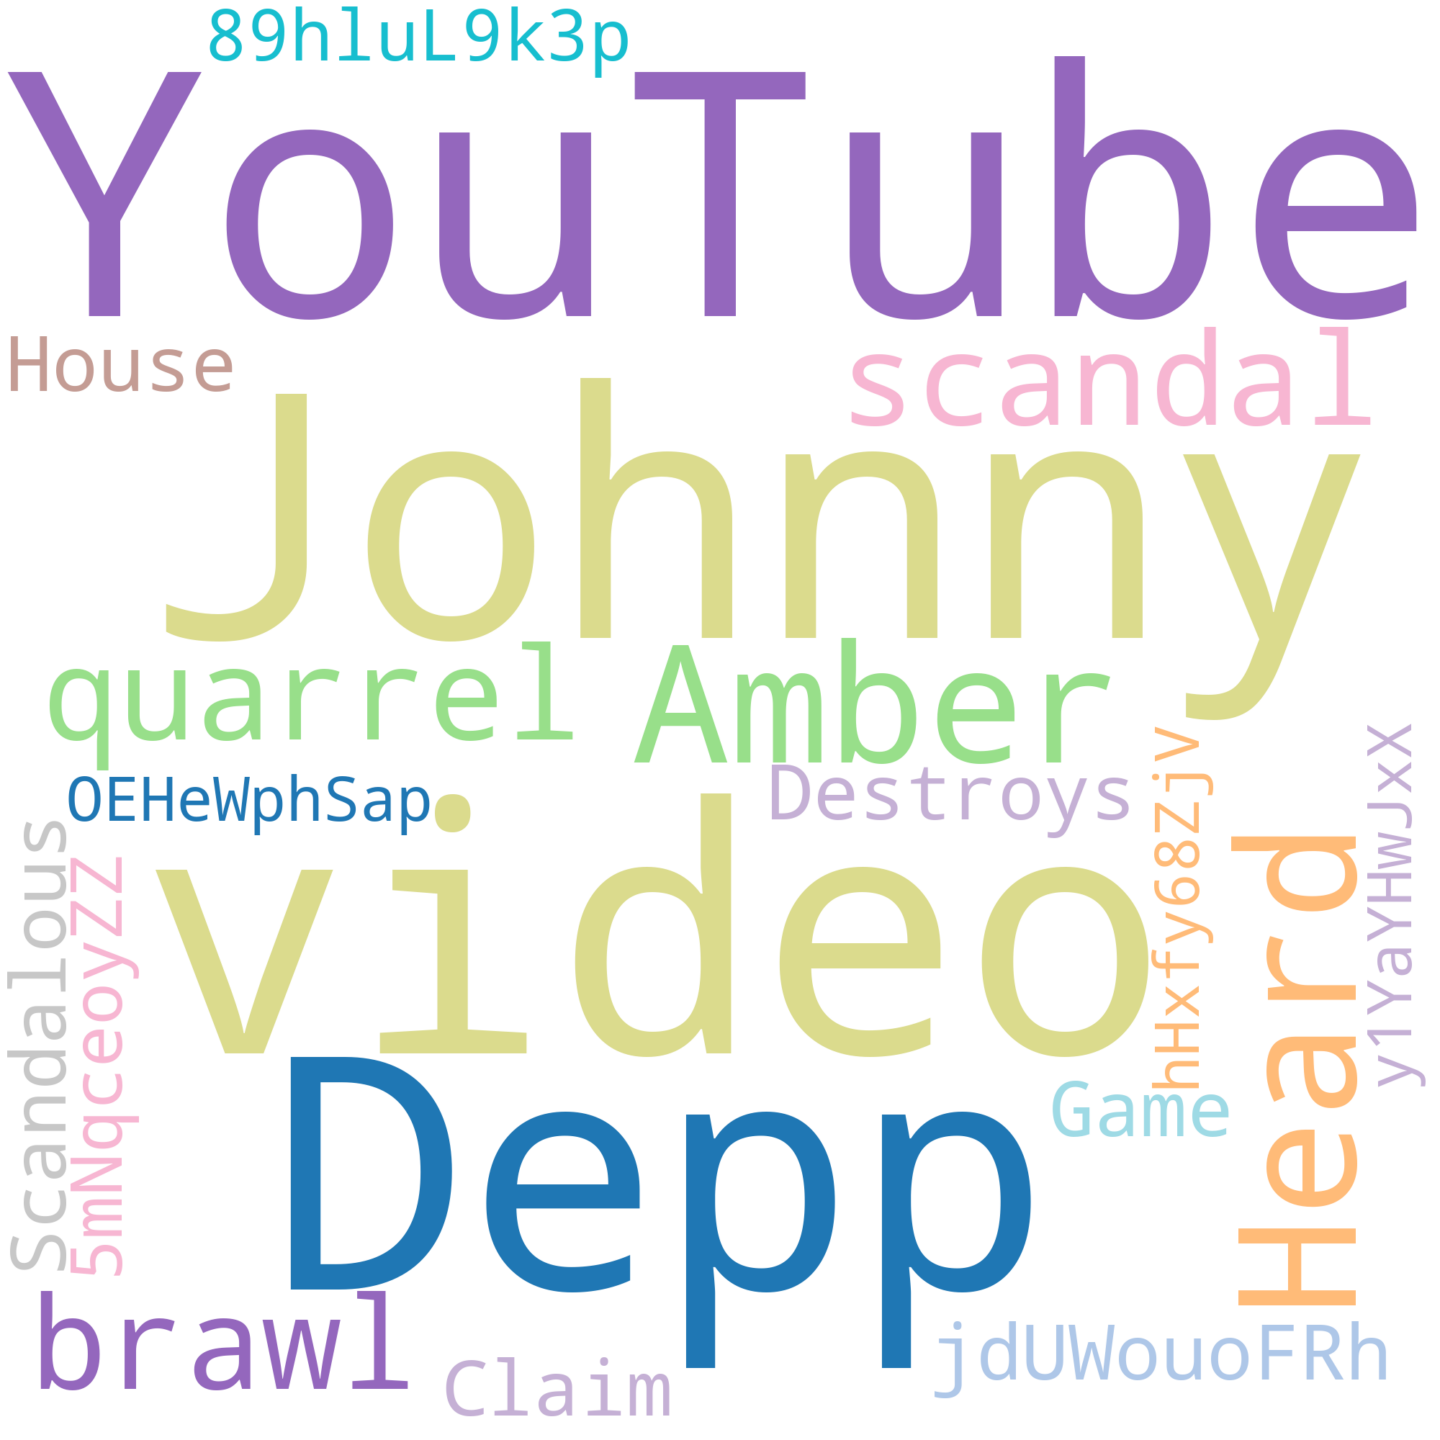 89hluL9k3p
YouTube
House
scandal
Johnny
quarrel
Amber
OEHeWphSap
Destroys
hHxfy68ZjV
y1YaYHwJxX
Scandalous
5mNqceoyZZ
video
Heard
Depp
Game
brawl
Claim
jdUWouoFRh